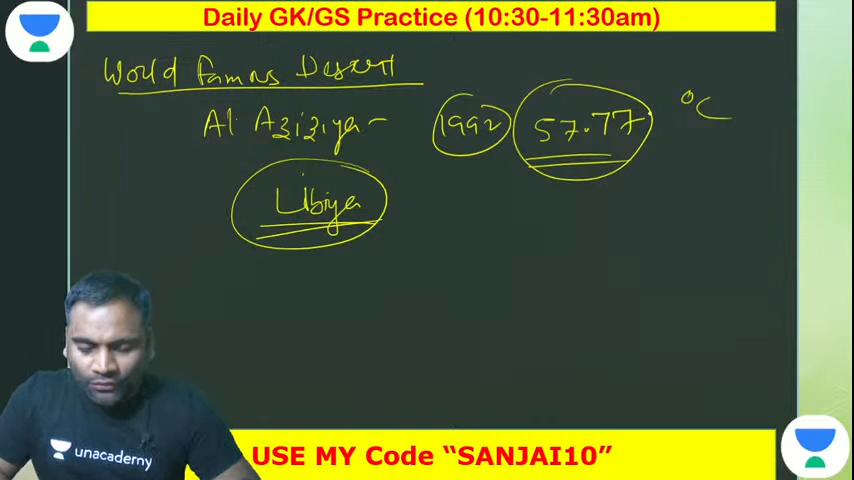 Daily GK/GS Practice (10:30-11:30am)
World Famous Desert
Al Aziziya - 1992 57.77 °C
Libiya
unacademy
USE MY Code “SANJAI10”